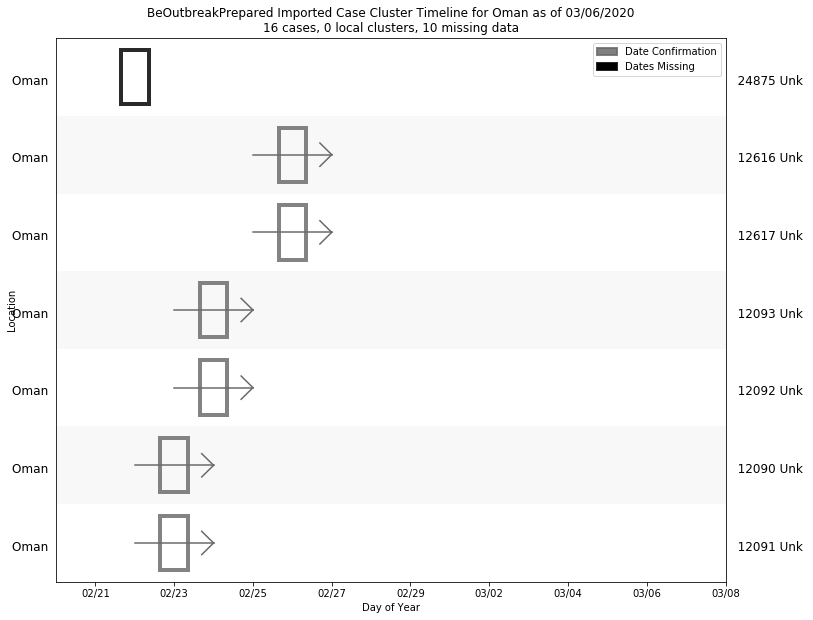 BeOutbreakPrepared Imported Case Cluster Timeline for Oman as of 03/06/2020
16 cases, 0 local clusters, 10 missing data
Date Confirmation
Dates Missing
Oman 24875 Unk
Oman 12616 Unk
Oman 12617 Unk
Oman 12093 Unk
Oman 12092 Unk
Oman 12090 Unk
Oman 12091 Unk
Location
02/21 02/23 02/25 02/27 02/29 03/02 03/04 03/06 03/08
Day of Year